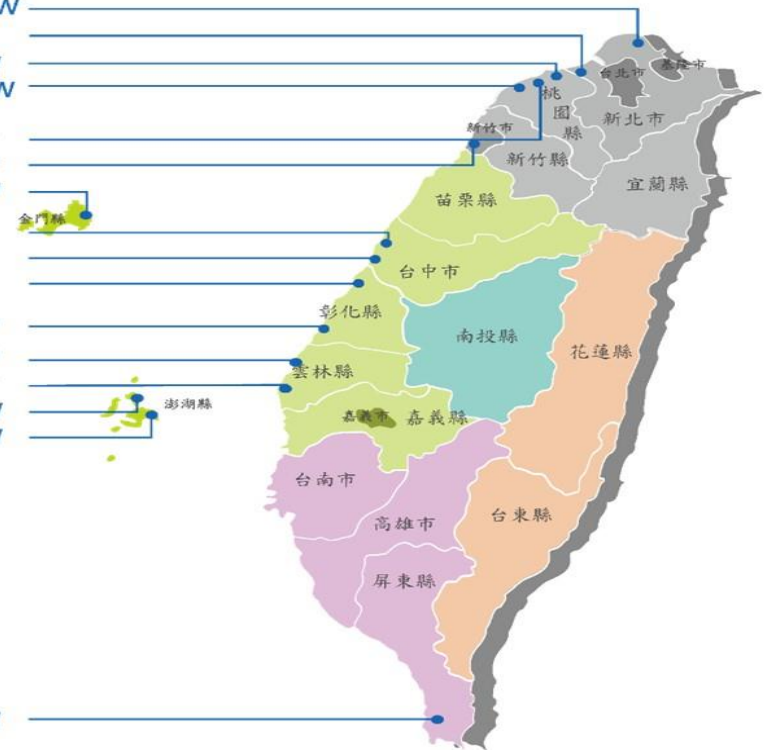 W
W
基隆市
台北市
桃園縣
新北市
新竹市
新竹縣
宜蘭縣
苗栗縣
金門縣
台中市
彰化縣
南投縣
花蓮縣
雲林縣
澎湖縣
嘉義市
嘉義縣
台南市
台東縣
高雄市
屏東縣